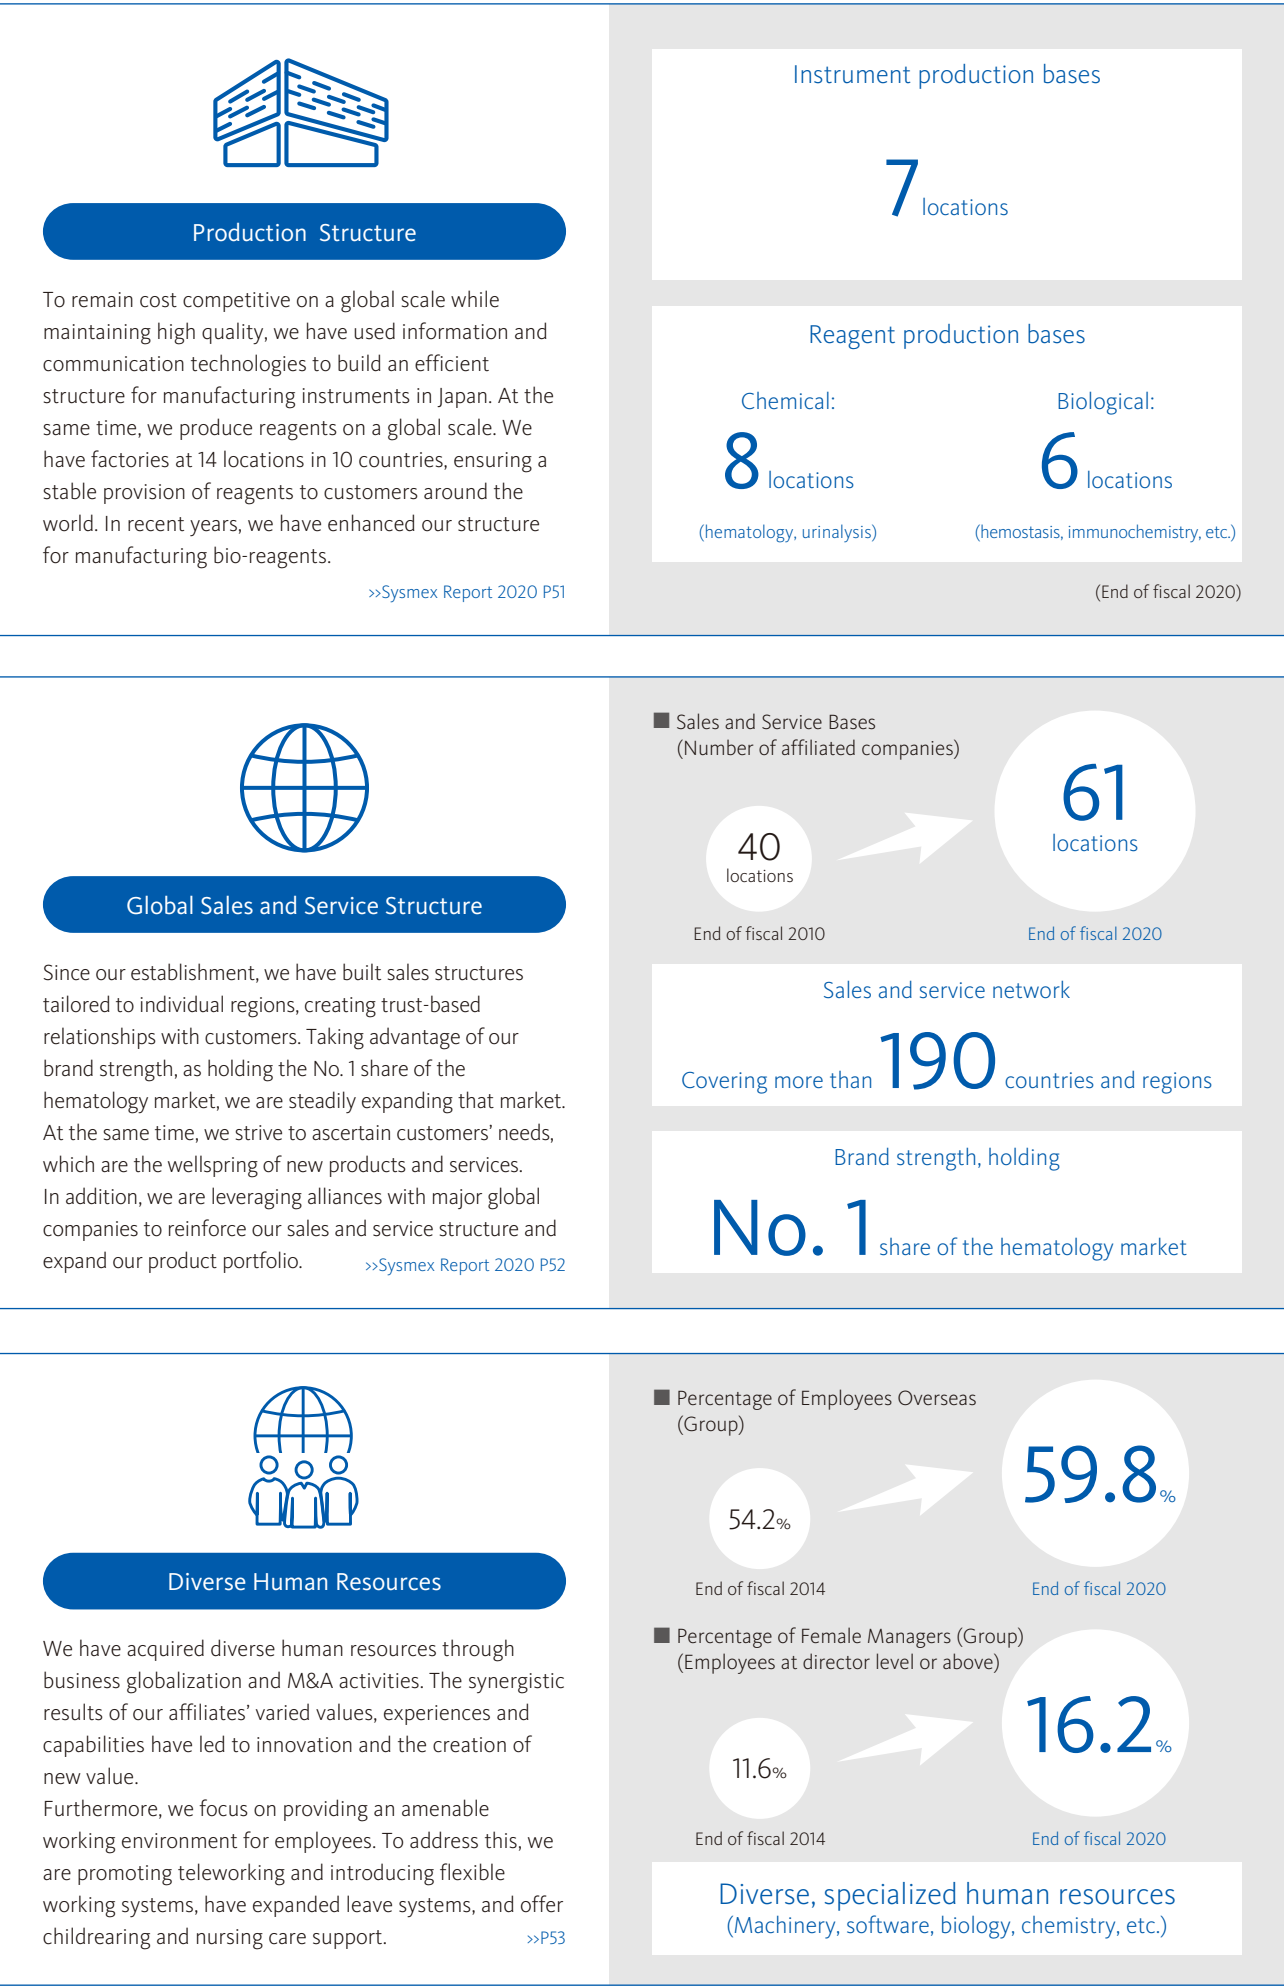 Production Structure
To remain cost competitive on a global scale while
maintaining high quality, we have used information and
communication technologies to build an efficient
structure for manufacturing instruments in Japan. At the
same time, we produce reagents on a global scale. We
have factories at 14 locations in 10 countries, ensuring a
stable provision of reagents to customers around the
world. In recent years, we have enhanced our structure
for manufacturing bio-reagents.
>>Sysmex Report 2020 P51
Instrument production bases
7 locations
Reagent production bases
Chemical:
8 locations
(hematology, urinalysis)
Biological:
6 locations
(hemostasis, immunochemistry, etc.)
(End of fiscal 2020)
Global Sales and Service Structure
Since our establishment, we have built sales structures
tailored to individual regions, creating trust-based
relationships with customers. Taking advantage of our
brand strength, as holding the No. 1 share of the
hematology market, we are steadily expanding that market.
At the same time, we strive to ascertain customers’ needs,
which are the wellspring of new products and services.
In addition, we are leveraging alliances with major global
companies to reinforce our sales and service structure and
expand our product portfolio.
>>Sysmex Report 2020 P52
■ Sales and Service Bases
(Number of affiliated companies)
40
locations
End of fiscal 2010
61
locations
End of fiscal 2020
Sales and service network
Covering more than 190 countries and regions
Brand strength, holding
No. 1 share of the hematology market
Diverse Human Resources
We have acquired diverse human resources through
business globalization and M&A activities. The synergistic
results of our affiliates’ varied values, experiences and
capabilities have led to innovation and the creation of
new value.
Furthermore, we focus on providing an amenable
working environment for employees. To address this, we
are promoting teleworking and introducing flexible
working systems, have expanded leave systems, and offer
childrearing and nursing care support.
>>P53
■ Percentage of Employees Overseas
(Group)
54.2%
End of fiscal 2014
59.8%
End of fiscal 2020
■ Percentage of Female Managers (Group)
(Employees at director level or above)
11.6%
End of fiscal 2014
16.2%
End of fiscal 2020
Diverse, specialized human resources
(Machinery, software, biology, chemistry, etc.)